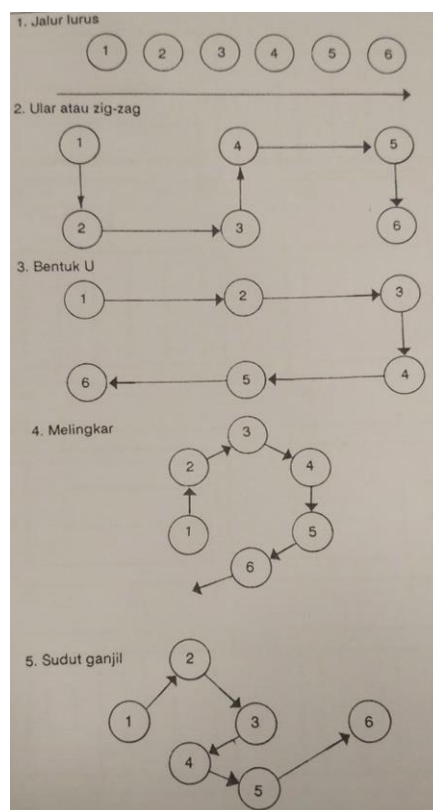 1. Jalur lurus
1 2 3 4 5 6
2. Ular atau zig-zag
1 4 5
2 3 6
3. Bentuk U
1 2 3
6 5 4
4. Melingkar
3
2 4
1 5
6
5. Sudut ganjil
2
1 3 6
4
5